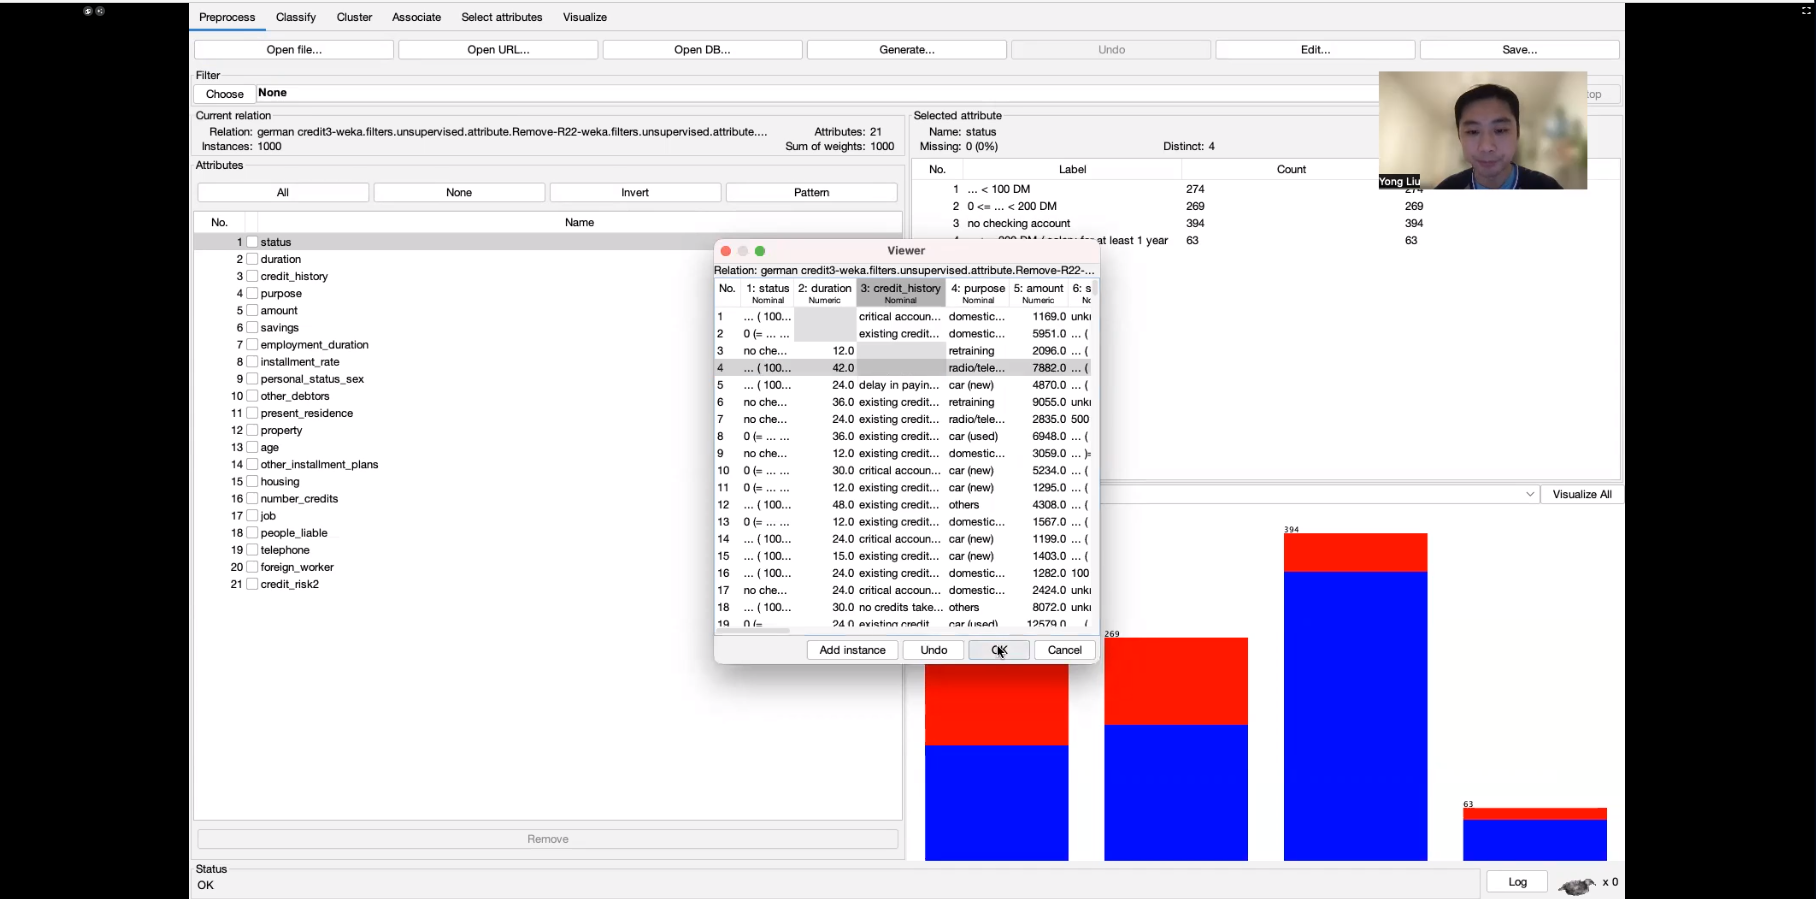 Preprocess Classify Cluster Associate Select attributes Visualize
Open file... Open URL... Open DB... Generate... Undo Edit... Save...
Filter
Choose None
Current relation
Relation: german credit3-weka.filters.unsupervised.attribute.Remove-R22-weka.filters.unsupervised.attribute.... Attributes: 21
Instances: 1000 Sum of weights: 1000
Attributes
All None Invert Pattern
No. Name
1 status
2 duration
3 credit_history
4 purpose
5 amount
6 savings
7 employment_duration
8 installment_rate
9 personal_status_sex
10 other_debtors
11 present_residence
12 property
13 age
14 other_installment_plans
15 housing
16 number_credits
17 job
18 people_liable
19 telephone
20 foreign_worker
21 credit_risk2
Remove
Status
OK
Selected attribute
Name: status
Missing: 0 (0%) Distinct: 4
No. Label Count
1 ... < 100 DM 274
2 0 <= ... < 200 DM 269 269
3 no checking account 394 394
at least 1 year 63 63
Yong Liu
Viewer
Relation: german credit3-weka.filters.unsupervised.attribute.Remove-R22-...
No. 1: status 2: duration 3: credit_history 4: purpose 5: amount 6: s
Nominal Numeric Nominal Nominal Numeric
1 ... ( 100... critical accoun... domestic... 1169.0
2 0 (= ... ... existing credit... domestic... 5951.0 ... (
3 no che... 12.0 retraining 2096.0 ... (
4 ... ( 100... 42.0 radio/tele... 7882.0 ... (
5 ... ( 100... 24.0 delay in payin... car (new) 4870.0 ... (
6 no che... 36.0 existing credit... retraining 9055.0
7 no che... 24.0 existing credit... radio/tele... 2835.0 500
8 0 (= ... ... 36.0 existing credit... car (used) 6948.0 ... (
9 no che... 12.0 existing credit... domestic... 3059.0 ... )=
10 0 (= ... ... 30.0 critical accoun... car (new) 5234.0 ... (
11 0 (= ... ... 12.0 existing credit... car (new) 1295.0 ... (
12 ... ( 100... 48.0 existing credit... others 4308.0 ... (
13 0 (= ... ... 12.0 existing credit... domestic... 1567.0 ... (
14 ... ( 100... 24.0 critical accoun... car (new) 1199.0 ... (
15 ... ( 100... 15.0 existing credit... car (new) 1403.0 ... (
16 ... ( 100... 24.0 existing credit... domestic... 1282.0 100
17 no che... 24.0 critical accoun... domestic... 2424.0
18 ... ( 100... 30.0 no credits take... others 8072.0
19 0 (= 24.0 existing credit car (used) 12579.0
Add instance Undo OK Cancel
Visualize All
394
269
63
Log x 0